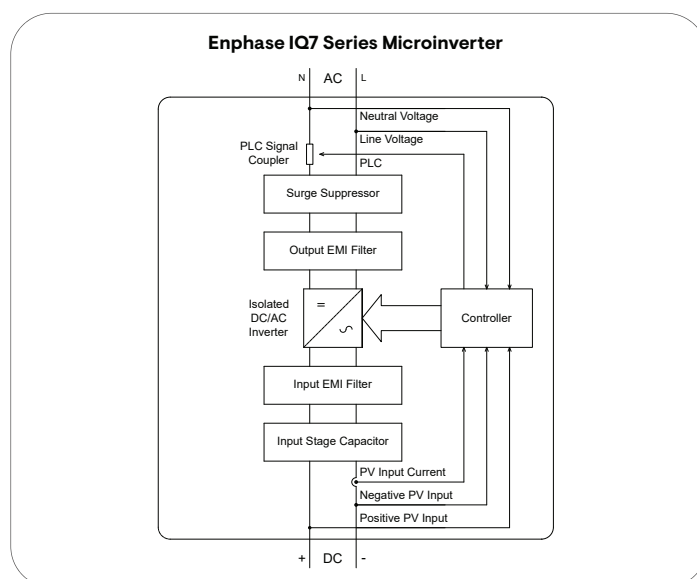 Enphase IQ7 Series Microinverter
N AC L
Neutral Voltage
Line Voltage
PLC Signal
Coupler
PLC
Surge Suppressor
Output EMI Filter
Isolated
DC/AC
Inverter
= ∿
Controller
Input EMI Filter
Input Stage Capacitor
PV Input Current
Negative PV Input
Positive PV Input
+ DC -